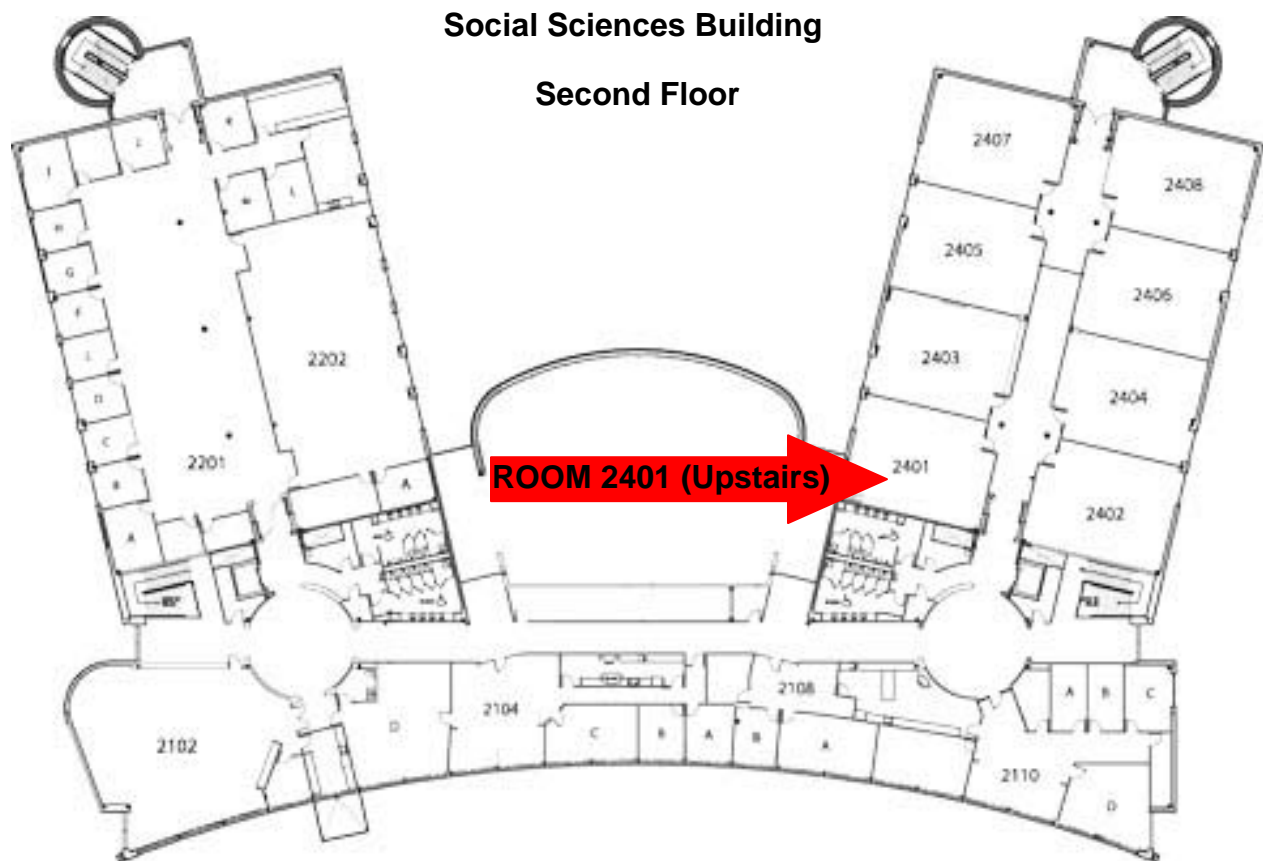 Social Sciences Building
Second Floor
2407
2408
2405
2406
2403
2404
2401
2402
ROOM 2401 (Upstairs)
2202
2201
J
H
G
F
D
C
B
A
L
A
2102
D
2104
C
B
A
2108
B
A
2110
A
B
C
D